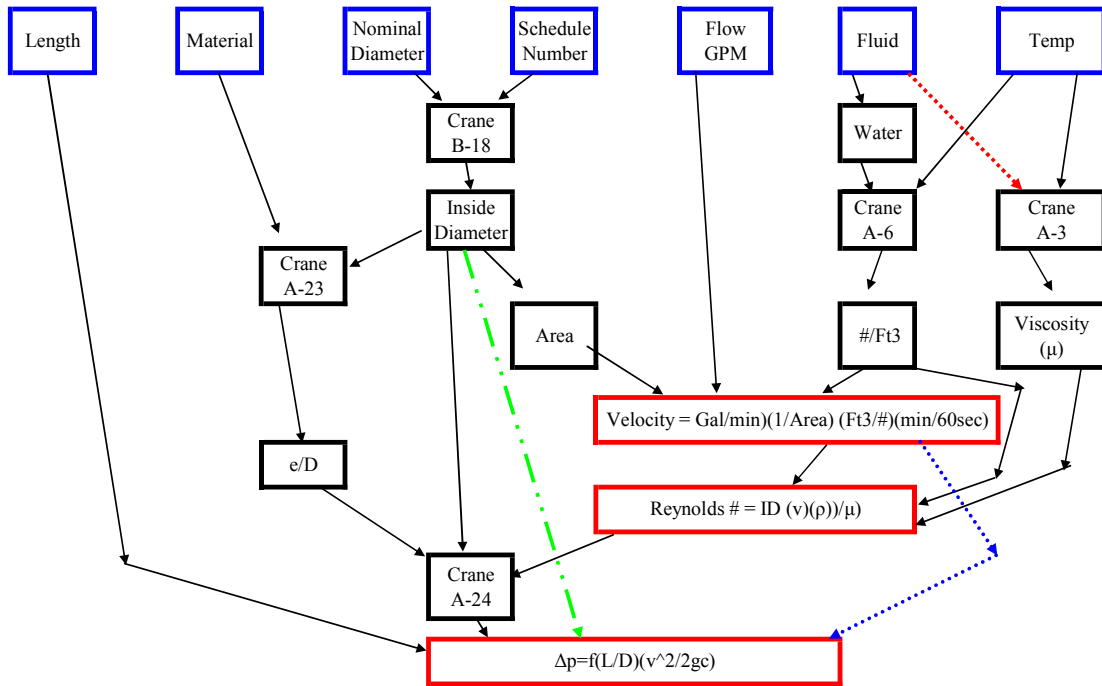 Length
Material
Nominal
Diameter
Schedule
Number
Flow
GPM
Fluid
Temp
Crane
B-18
Water
Inside
Diameter
Crane
A-6
Crane
A-3
Crane
A-23
Area
#/Ft3
Viscosity
(μ)
Velocity = Gal/min)(1/Area) (Ft3/#)(min/60sec)
e/D
Reynolds # = ID (v)(ρ))/μ)
Crane
A-24
Δp=f(L/D)(v^2/2gc)